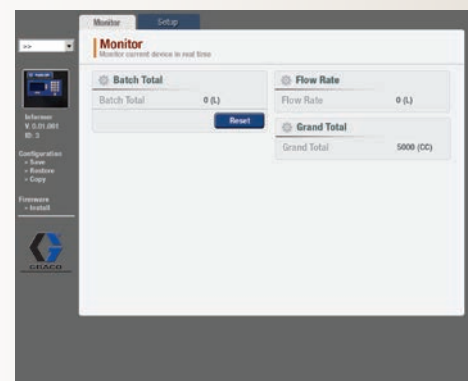 Monitor
Setup
>>
Monitor
Monitor current device in real time
Batch Total
Batch Total 0 (L)
Reset
Flow Rate
Flow Rate 0 (L)
Grand Total
Grand Total 5000 (CC)
Informer
V. 0.01.001
ID: 3
Configuration
» Save
» Restore
» Copy
Firmware
» Install
GRACO